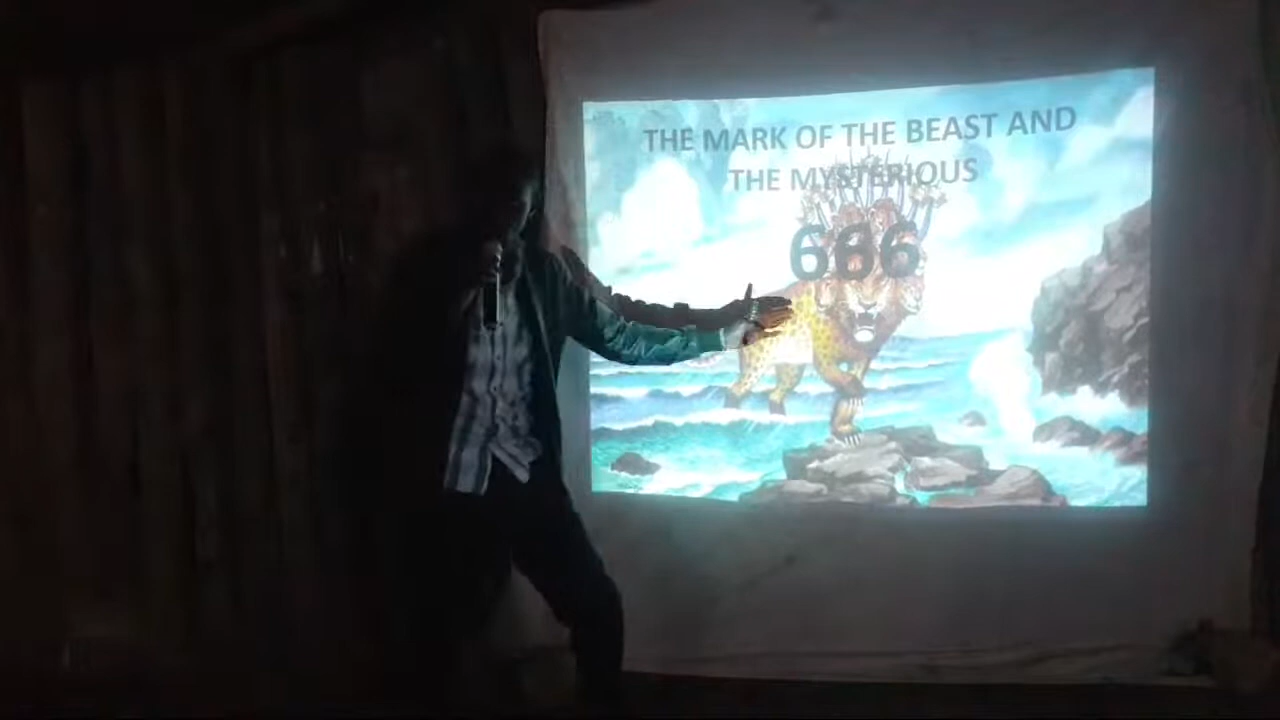 THE MARK OF THE BEAST AND
THE MYSTERIOUS
666